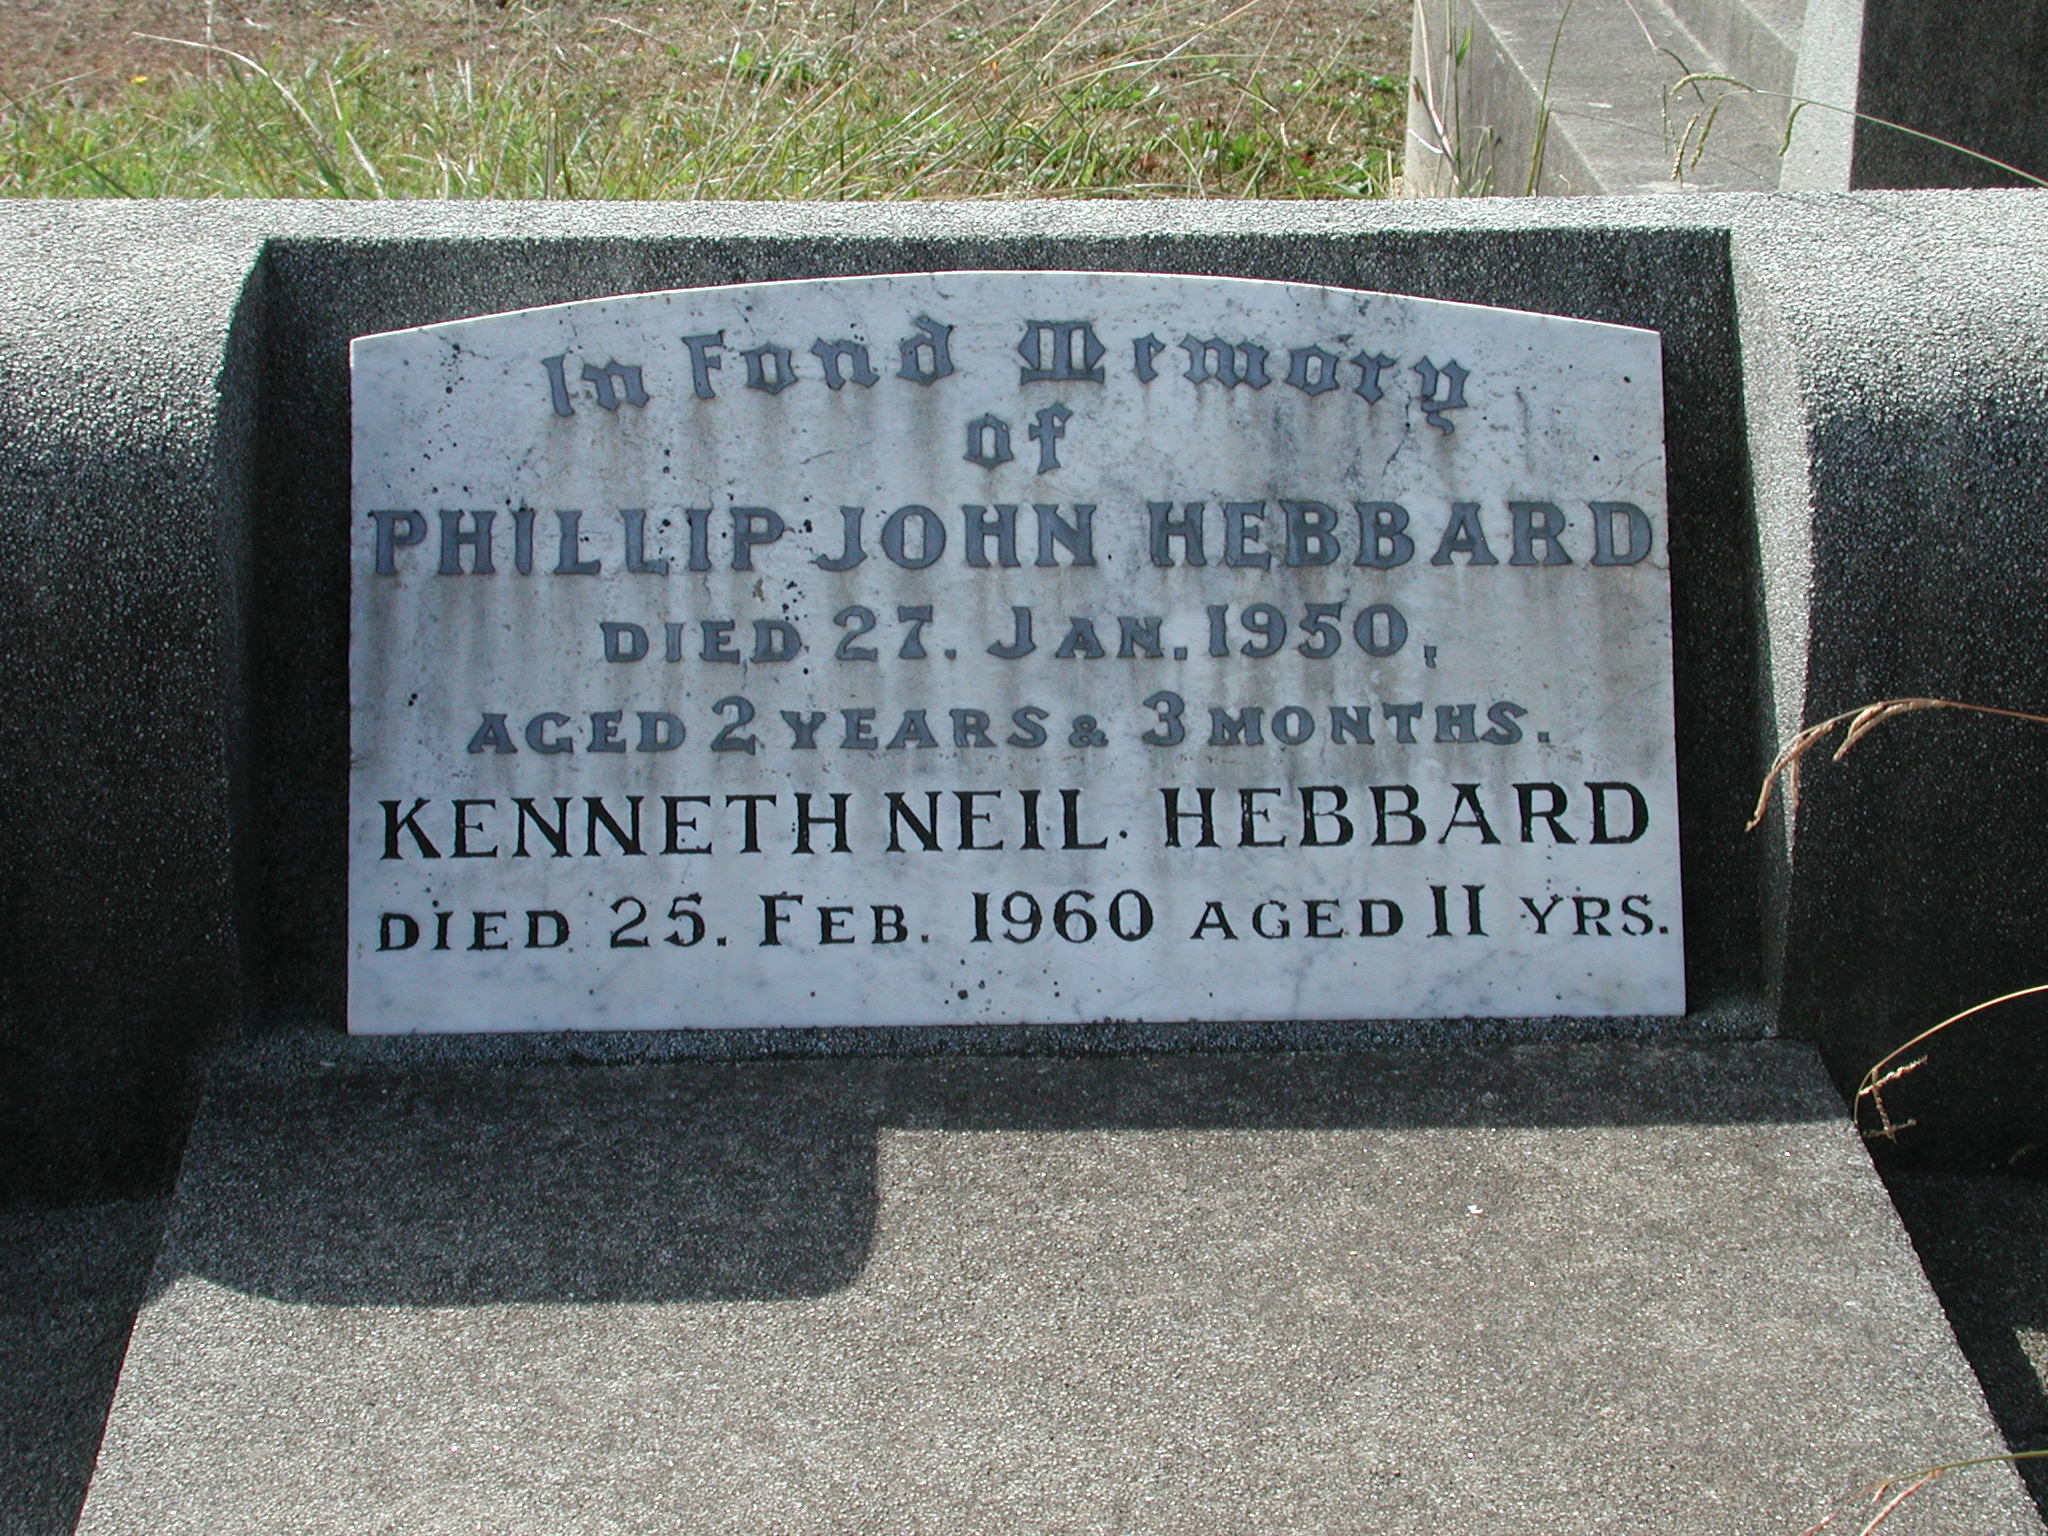 In Fond Memory
of
PHILLIP JOHN HEBBARD
DIED 27. JAN. 1950,
AGED 2 YEARS & 3 MONTHS.
KENNETH NEIL. HEBBARD
DIED 25. FEB. 1960 AGED 11 YRS.